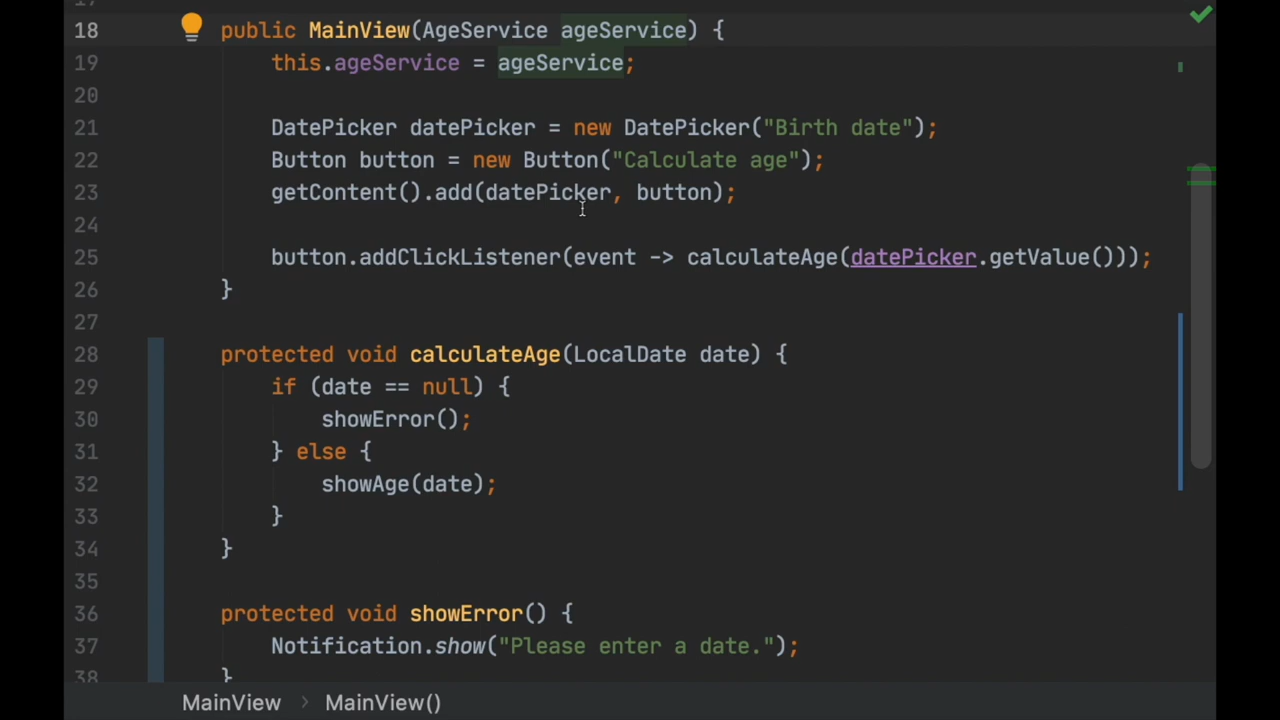 18 public MainView(AgeService ageService) {
19 this.ageService = ageService;
20
21 DatePicker datePicker = new DatePicker("Birth date");
22 Button button = new Button("Calculate age");
23 getContent().add(datePicker, button);
24
25 button.addClickListener(event -> calculateAge(datePicker.getValue()));
26 }
27
28 protected void calculateAge(LocalDate date) {
29 if (date == null) {
30 showError();
31 } else {
32 showAge(date);
33 }
34 }
35
36 protected void showError() {
37 Notification.show("Please enter a date.");
38 }
MainView > MainView()